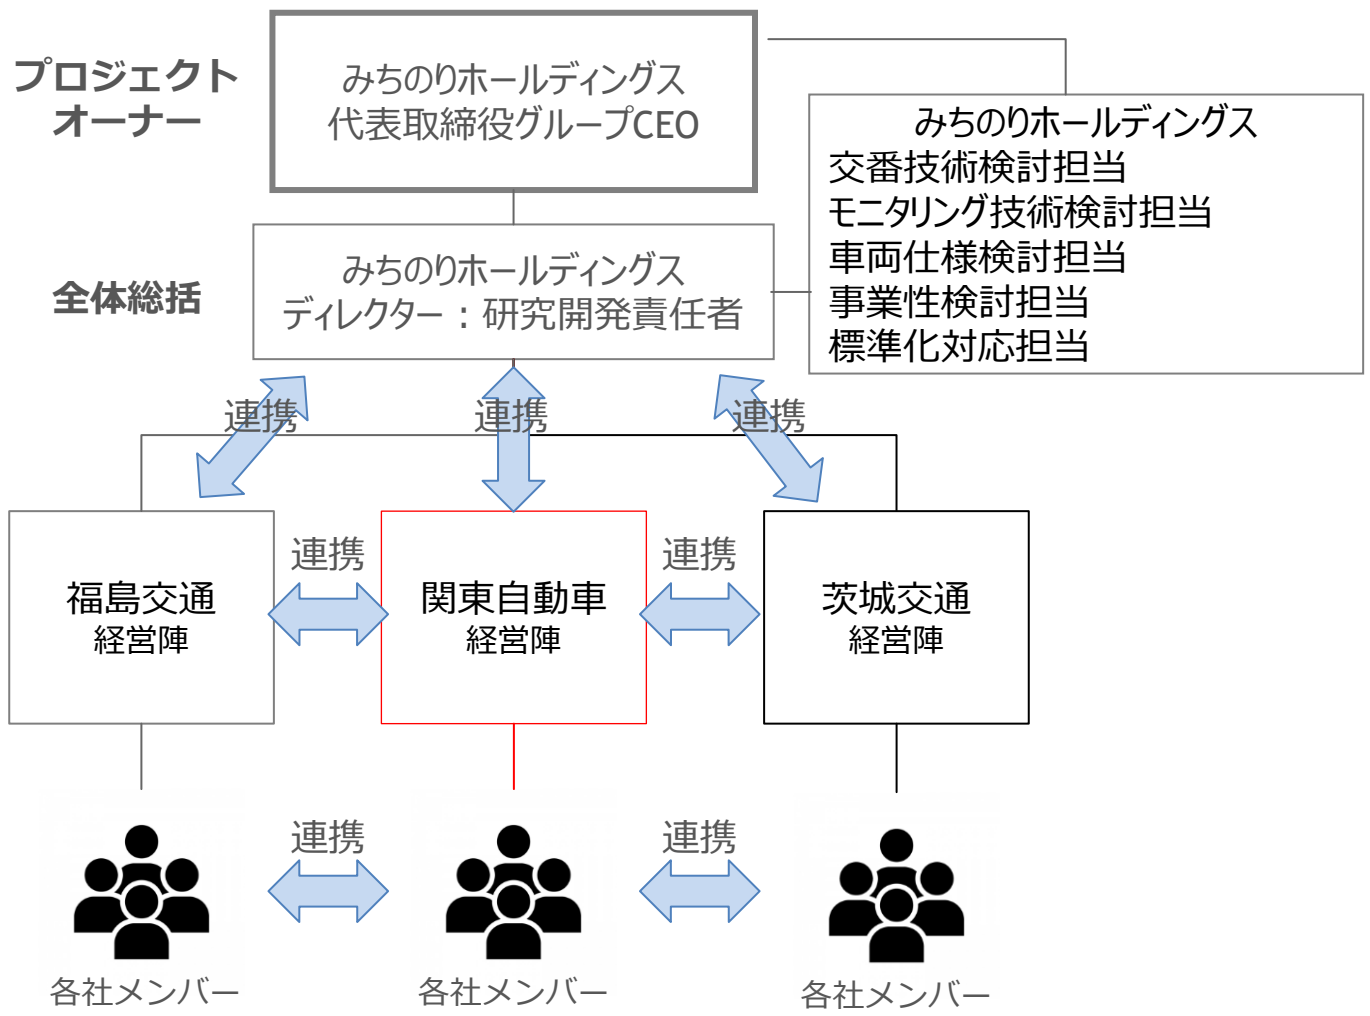 プロジェクト
オーナー
みちのりホールディングス
代表取締役グループCEO
みちのりホールディングス
交番技術検討担当
モニタリング技術検討担当
車両仕様検討担当
事業性検討担当
標準化対応担当
全体総括
みちのりホールディングス
ディレクター：研究開発責任者
連携
連携
連携
福島交通
経営陣
連携
関東自動車
経営陣
連携
茨城交通
経営陣
連携
連携
各社メンバー
各社メンバー
各社メンバー